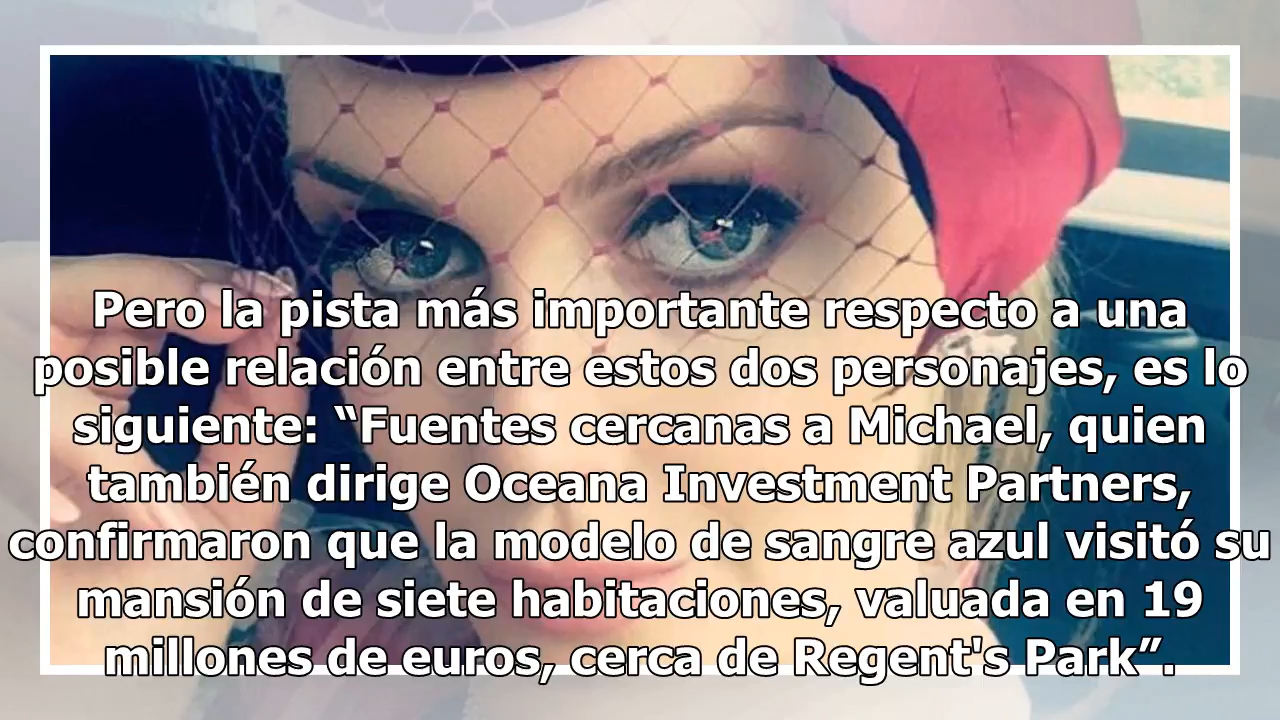 Pero la pista más importante respecto a una
posible relación entre estos dos personajes, es lo
siguiente: “Fuentes cercanas a Michael, quien
también dirige Oceana Investment Partners,
confirmaron que la modelo de sangre azul visitó su
mansión de siete habitaciones, valuada en 19
millones de euros, cerca de Regent's Park”.